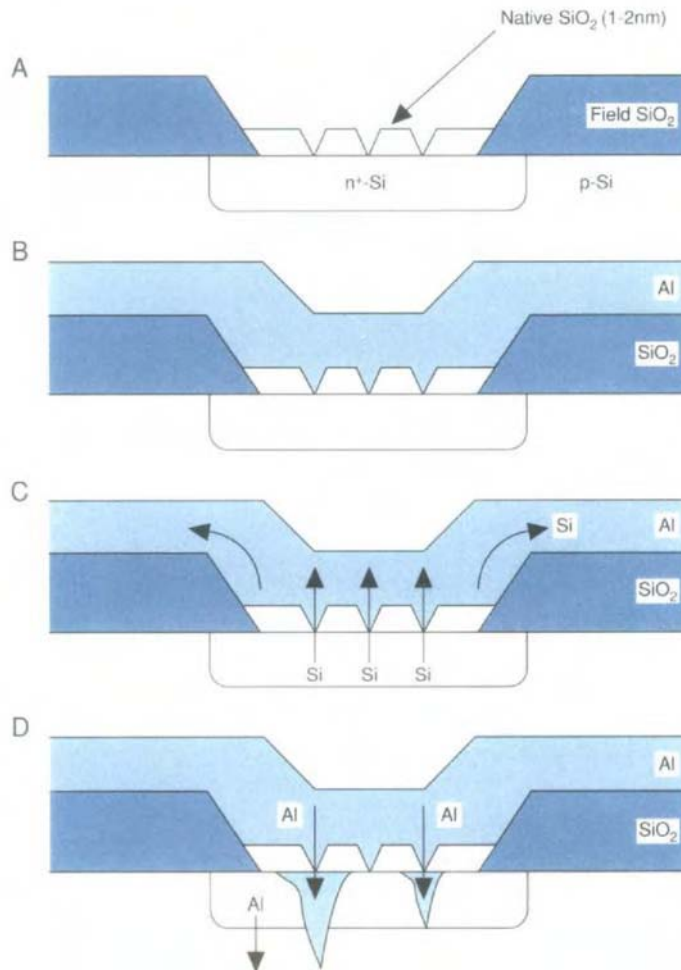 Native SiO₂ (1-2nm)
A
Field SiO₂
n⁺-Si
p-Si
B
Al
SiO₂
C
Si
Al
SiO₂
Si
Si
Si
D
Al
Al
Al
SiO₂
Al